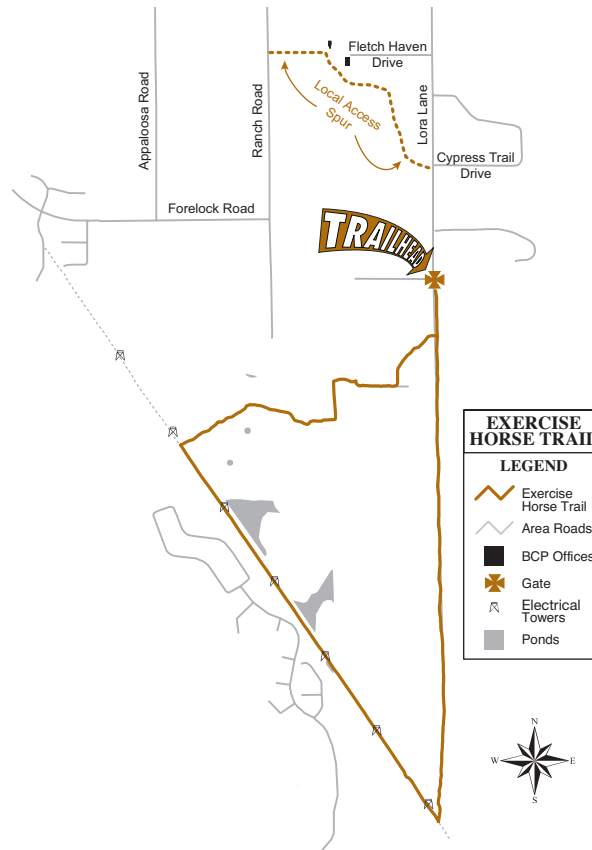 Fletch Haven
Drive
Appaloosa Road
Ranch Road
Local Access
Spur
Lora Lane
Cypress Trail
Drive
Forelock Road
TRAILHEAD
EXERCISE
HORSE TRAIL
LEGEND
Exercise
Horse Trail
Area Roads
BCP Offices
Gate
Electrical
Towers
Ponds
N
W
E
S